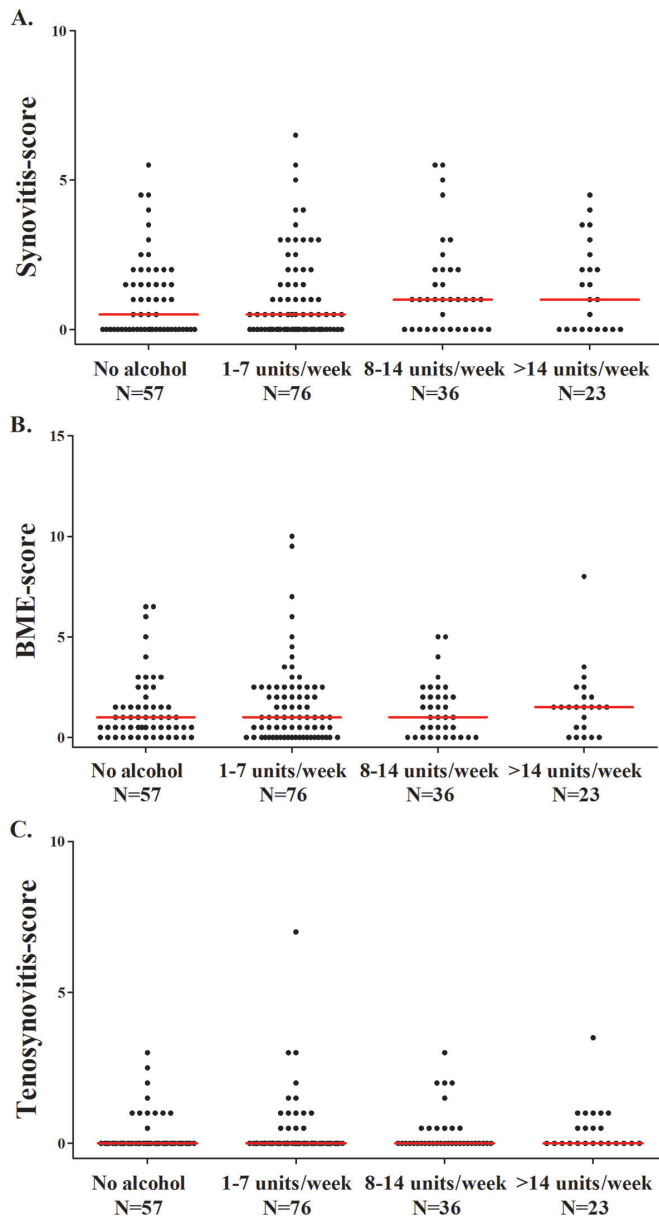 A.
10
5
0
Synovitis-score
No alcohol 1-7 units/week 8-14 units/week >14 units/week
N=57 N=76 N=36 N=23
B.
15
10
5
0
BME-score
No alcohol 1-7 units/week 8-14 units/week >14 units/week
N=57 N=76 N=36 N=23
C.
10
5
0
Tenosynovitis-score
No alcohol 1-7 units/week 8-14 units/week >14 units/week
N=57 N=76 N=36 N=23